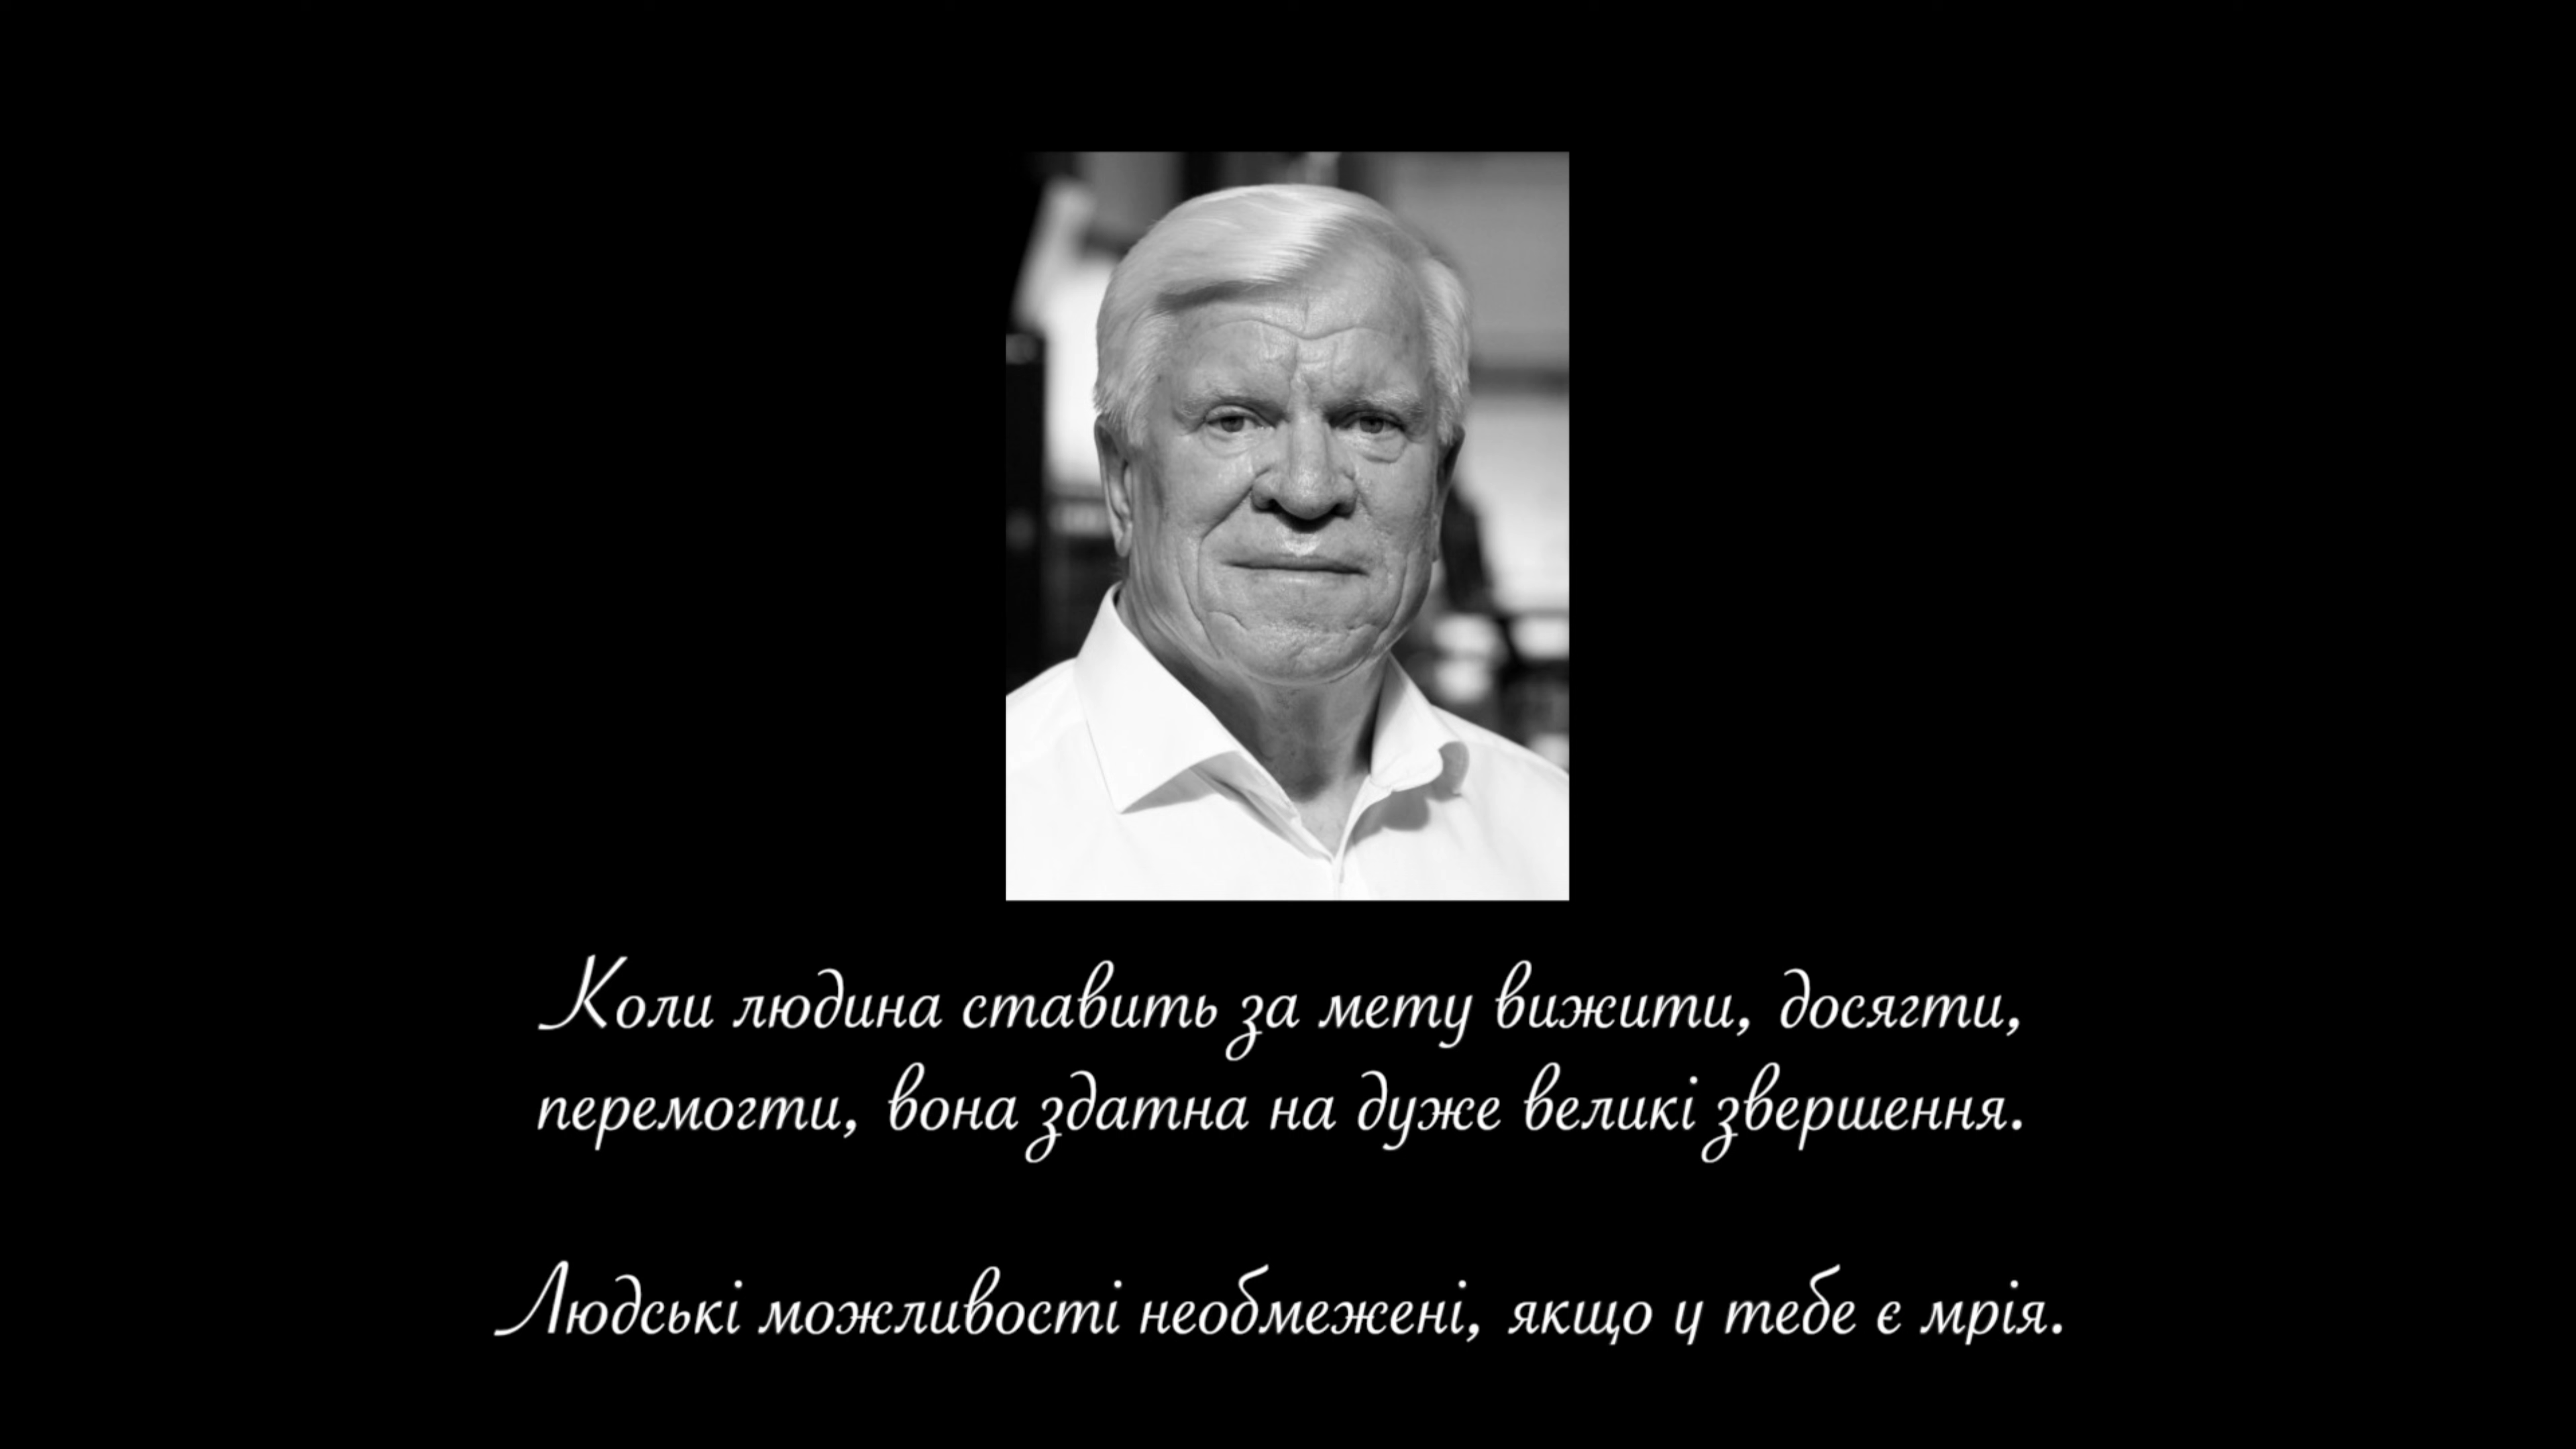 Коли людина ставить за мету вижити, досягти,
перемогти, вона здатна на дуже великі звершення.
Людські можливості необмежені, якщо у тебе є мрія.